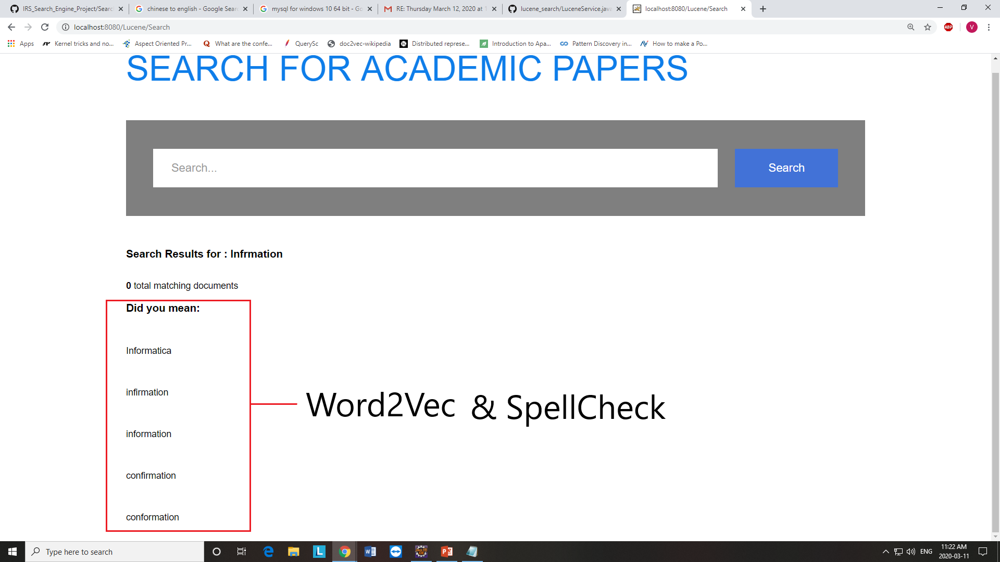 IRS_Search_Engine_Project/Searc
chinese to english - Google Sear
mysql for windows 10 64 bit - Go
RE: Thursday March 12, 2020 at 1
lucene_search/LuceneService.java
localhost:8080/Lucene/Search
localhost:8080/Lucene/Search
ABP
V
Apps
Kernel tricks and no...
Aspect Oriented Pr...
What are the confe...
QuerySc
doc2vec-wikipedia
Distributed represe...
Introduction to Apa...
Pattern Discovery in...
How to make a Po...
SEARCH FOR ACADEMIC PAPERS
Search...
Search
Search Results for : Infrmation
0 total matching documents
Did you mean:
Informatica
infirmation
information
confirmation
conformation
Word2Vec & SpellCheck
Type here to search
ENG
11:22 AM
2020-03-11